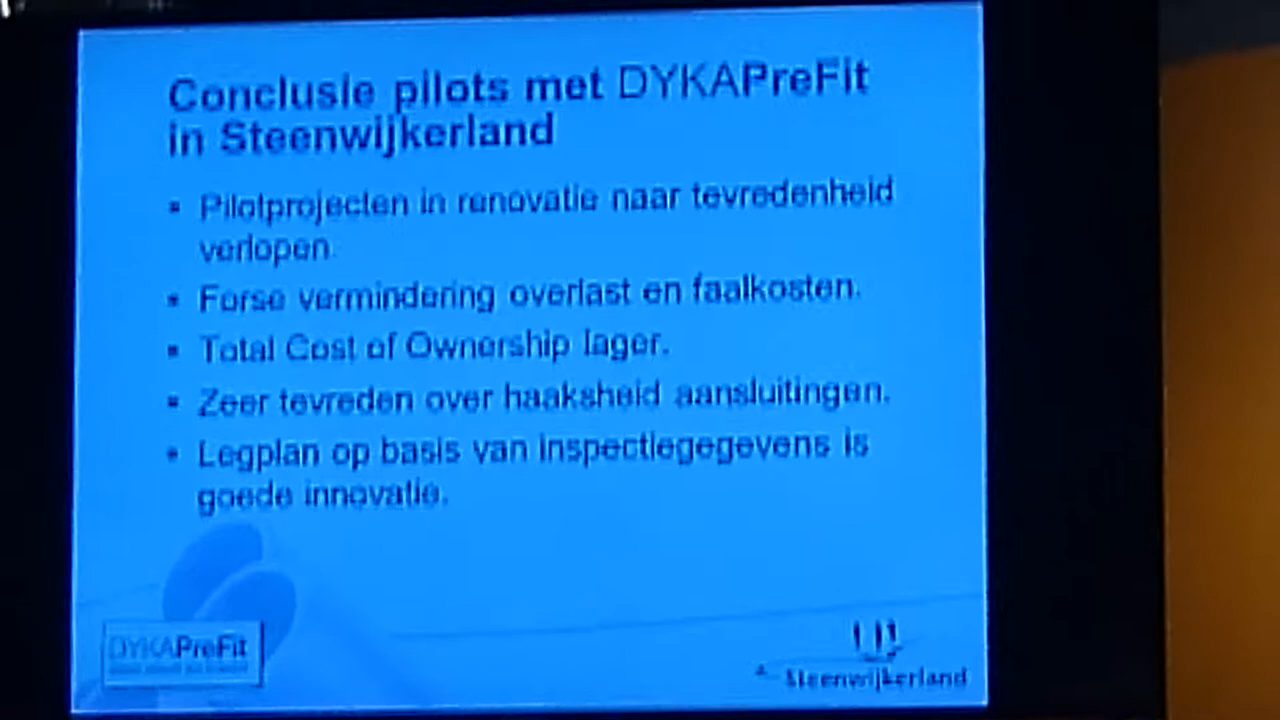 Conclusie pilots met DYKAPreFit
in Steenwijkerland
▪ Pilotprojecten in renovatie naar tevredenheid
verlopen.
▪ Forse vermindering overlast en faalkosten.
▪ Total Cost of Ownership lager.
▪ Zeer tevreden over haaksheid aansluitingen.
▪ Legplan op basis van inspectiegegevens is
goede innovatie.
DYKAPreFit
Steenwijkerland